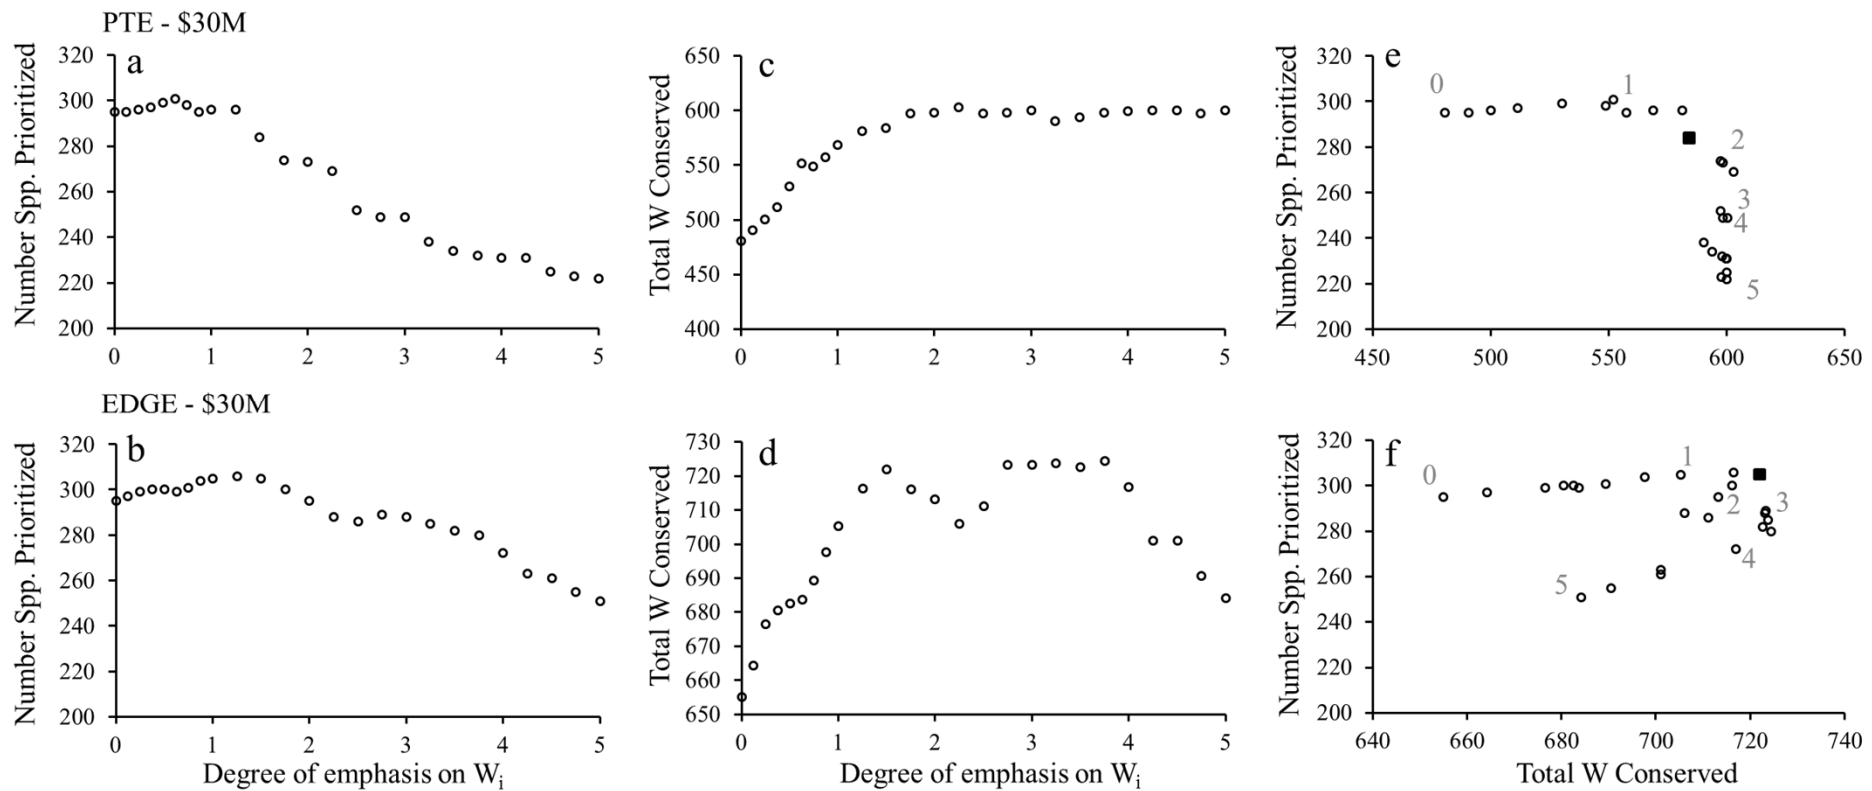 PTE - $30M
a
Number Spp. Prioritized
320
300
280
260
240
220
200
0 1 2 3 4 5
c
Total W Conserved
650
600
550
500
450
400
0 1 2 3 4 5
e
Number Spp. Prioritized
320
300
280
260
240
220
200
0
1
2
3
4
5
450 500 550 600 650
EDGE - $30M
b
Number Spp. Prioritized
320
300
280
260
240
220
200
0 1 2 3 4 5
Degree of emphasis on Wi
d
Total W Conserved
730
720
710
700
690
680
670
660
650
0 1 2 3 4 5
Degree of emphasis on Wi
f
Number Spp. Prioritized
320
300
280
260
240
220
200
0
1
2
3
4
5
640 660 680 700 720 740
Total W Conserved